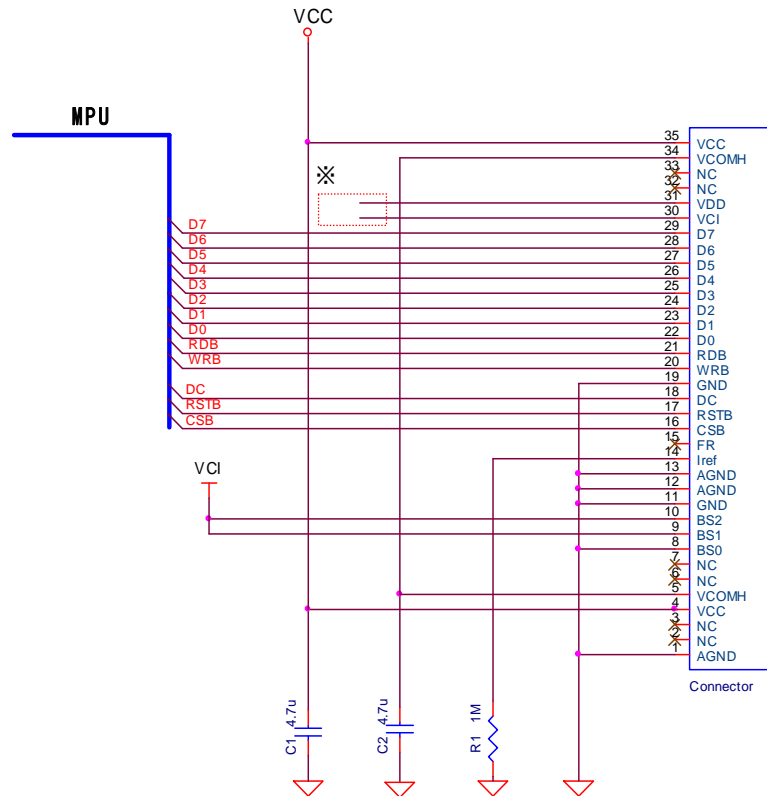 VCC
MPU
※
35 VCC
34 VCOMH
33 NC
32 NC
31 VDD
30 VCI
D7 29 D7
D6 28 D6
D5 27 D5
D4 26 D4
D3 25 D3
D2 24 D2
D1 23 D1
D0 22 D0
RDB 21 RDB
WRB 20 WRB
19 GND
DC 18 DC
RSTB 17 RSTB
CSB 16 CSB
15 FR
14 Iref
13 AGND
12 AGND
11 GND
VCI
10 BS2
9 BS1
8 BS0
7 NC
6 NC
5 VCOMH
4 VCC
3 NC
2 NC
1 AGND
Connector
C1 4.7u
C2 4.7u
R1 1M